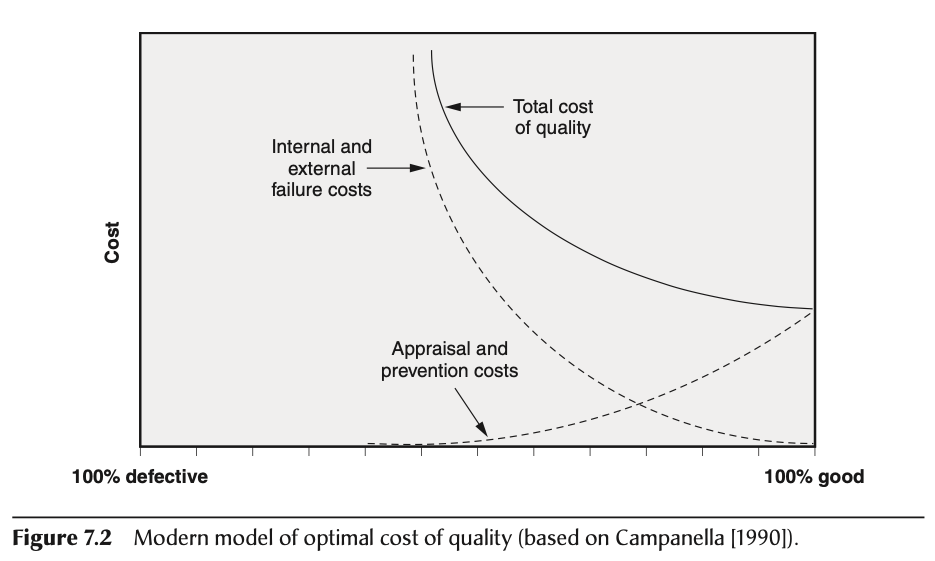 Total cost
of quality
Internal and
external
failure costs
Cost
Appraisal and
prevention costs
100% defective
100% good
Figure 7.2 Modern model of optimal cost of quality (based on Campanella [1990]).